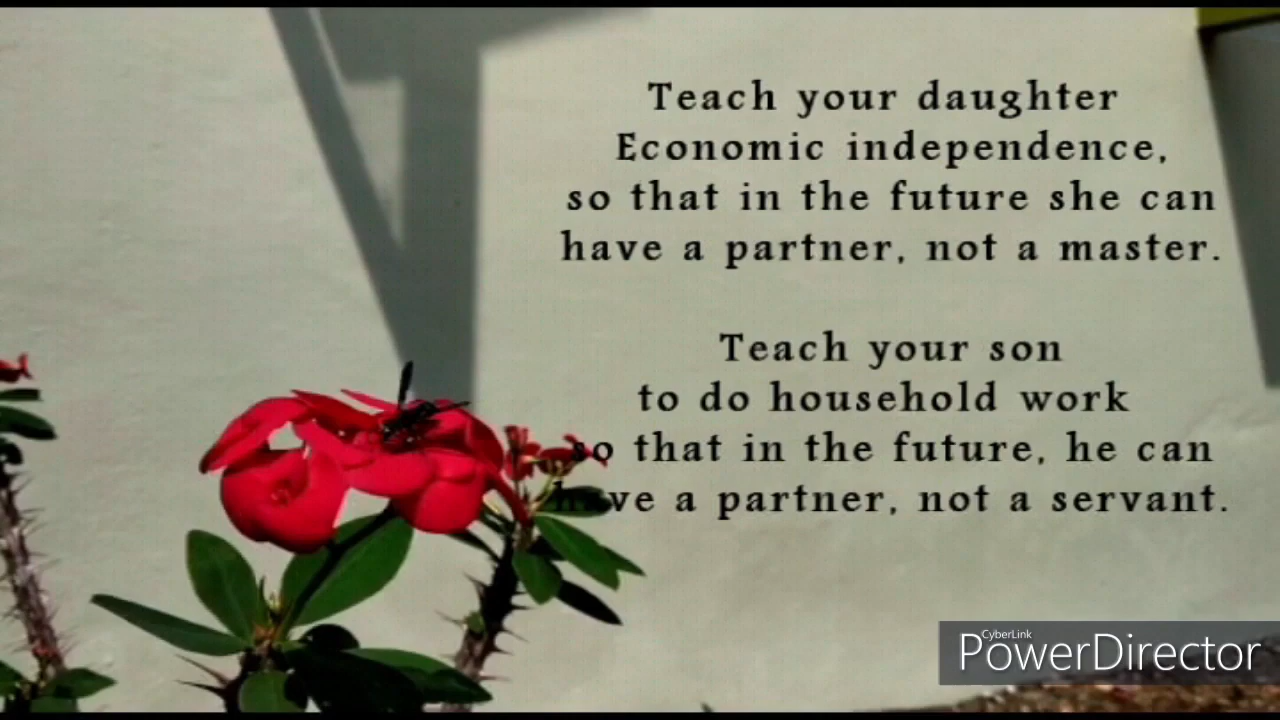 Teach your daughter
Economic independence,
so that in the future she can
have a partner, not a master.
Teach your son
to do household work
so that in the future, he can
have a partner, not a servant.
CyberLink
PowerDirector